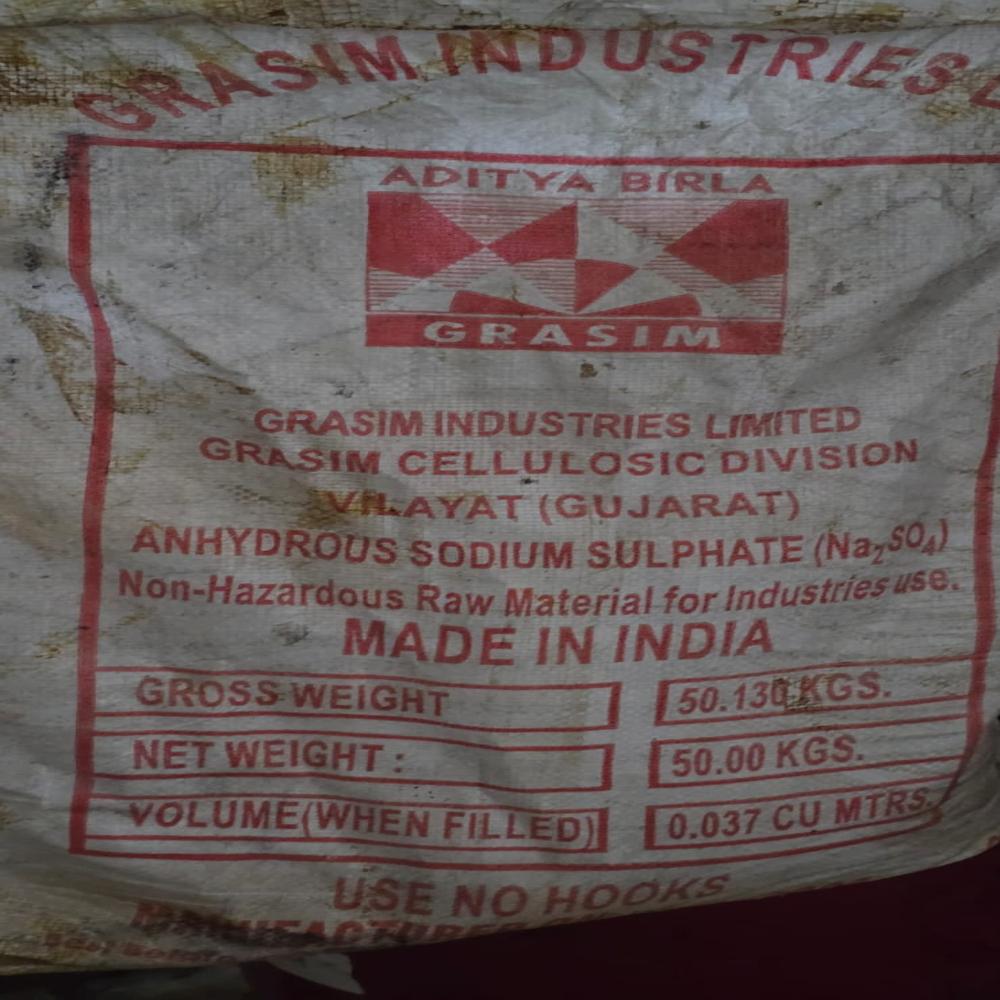 GRASIM INDUSTRIES
ADITYA BIRLA
GRASIM
GRASIM INDUSTRIES LIMITED
GRASIM CELLULOSIC DIVISION
VILAYAT (GUJARAT)
ANHYDROUS SODIUM SULPHATE (Na₂SO₄)
Non-Hazardous Raw Material for Industries use.
MADE IN INDIA
GROSS WEIGHT 50.130 KGS.
NET WEIGHT : 50.00 KGS.
VOLUME(WHEN FILLED) 0.037 CU MTRS.
USE NO HOOKS